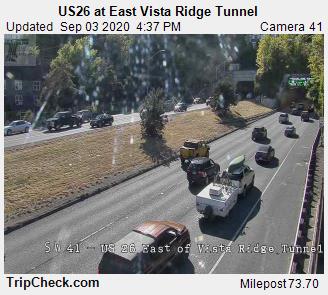 US26 at East Vista Ridge Tunnel
Updated  Sep 03 2020  4:37 PM
Camera 41
SW 41 - US 26 East of Vista Ridge Tunnel
TripCheck.com
Milepost 73.70